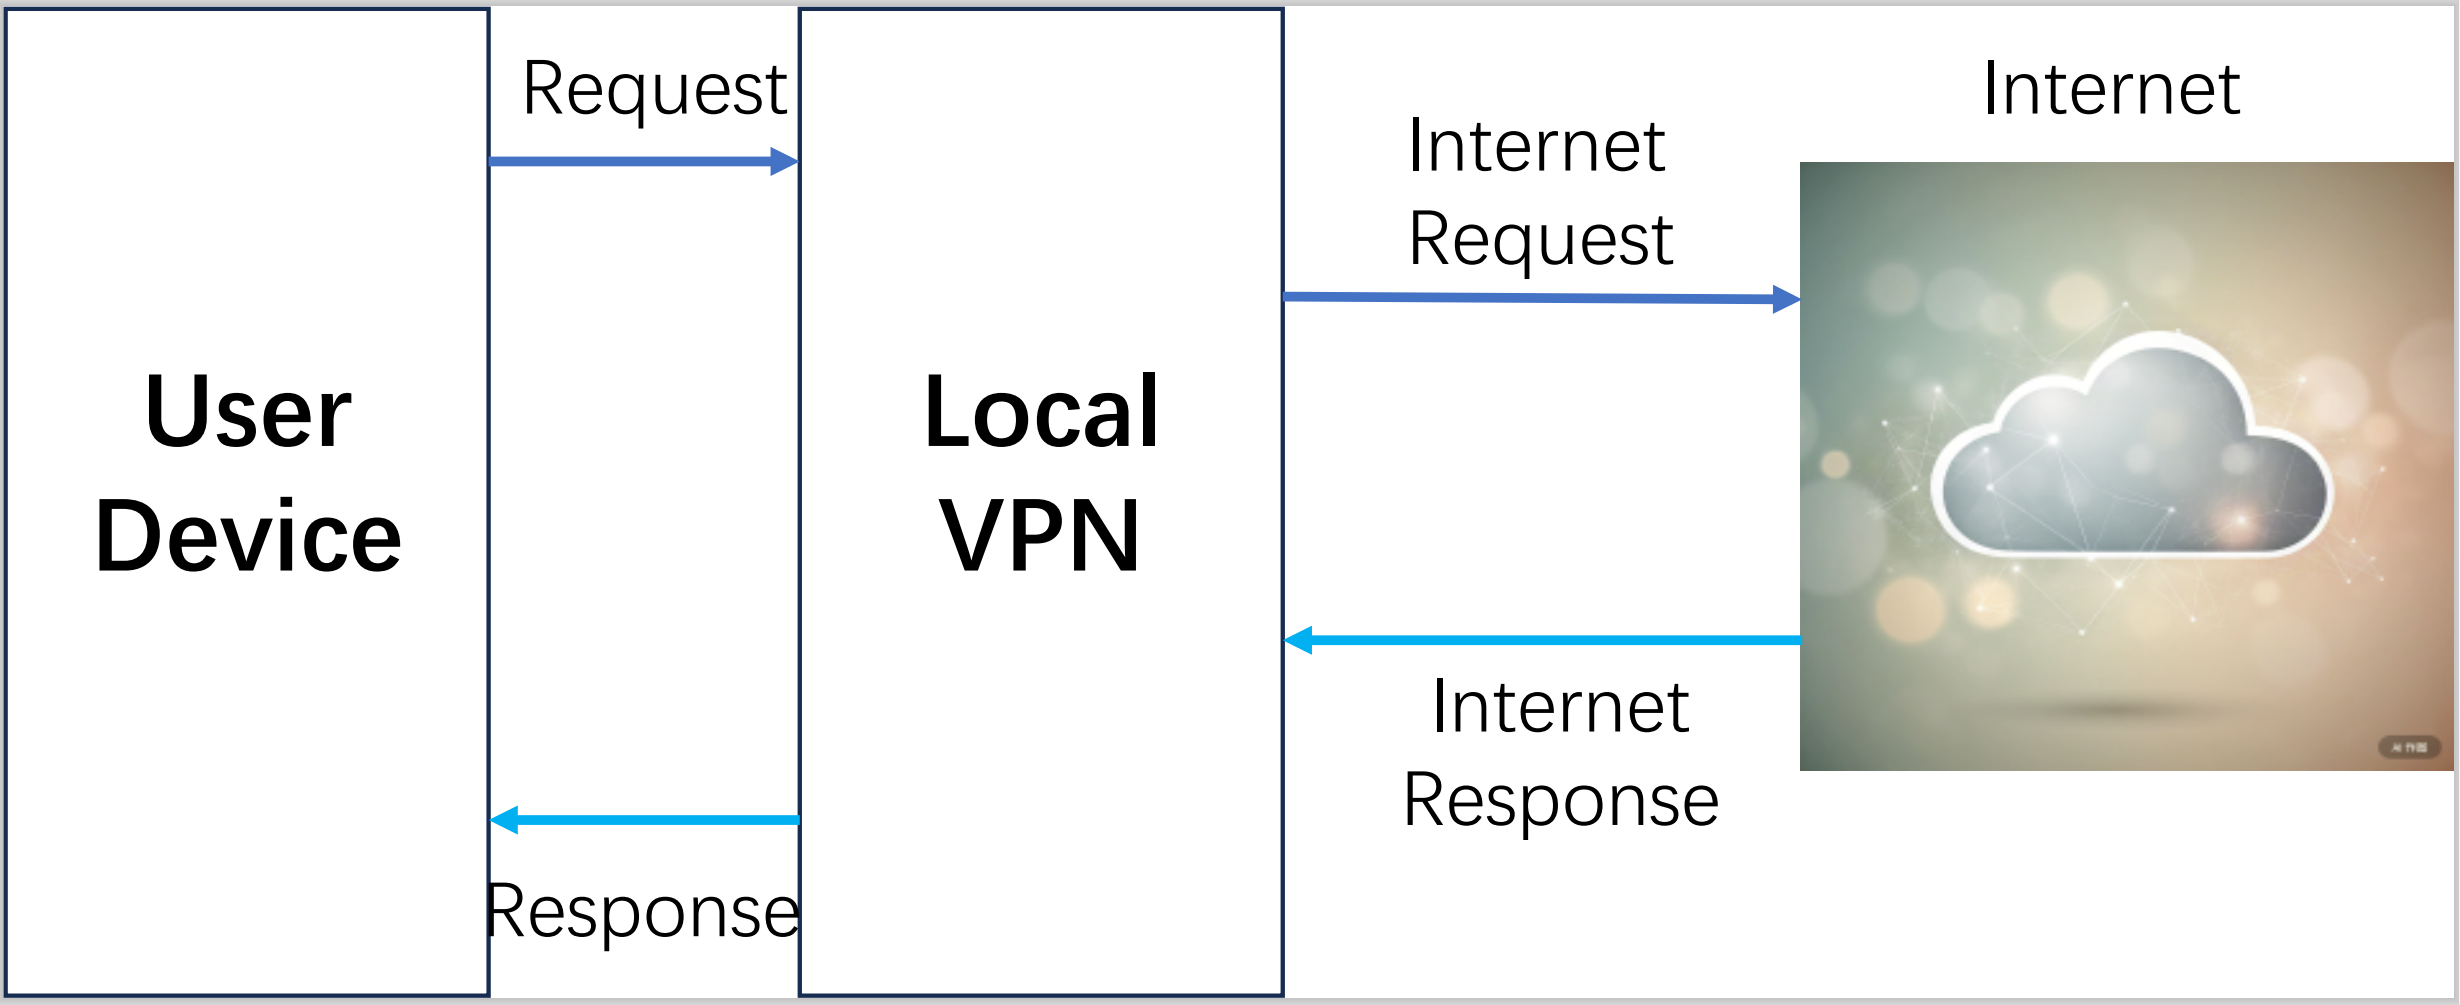 Request
Internet
Internet
Request
User
Device
Local
VPN
Internet
Response
Response